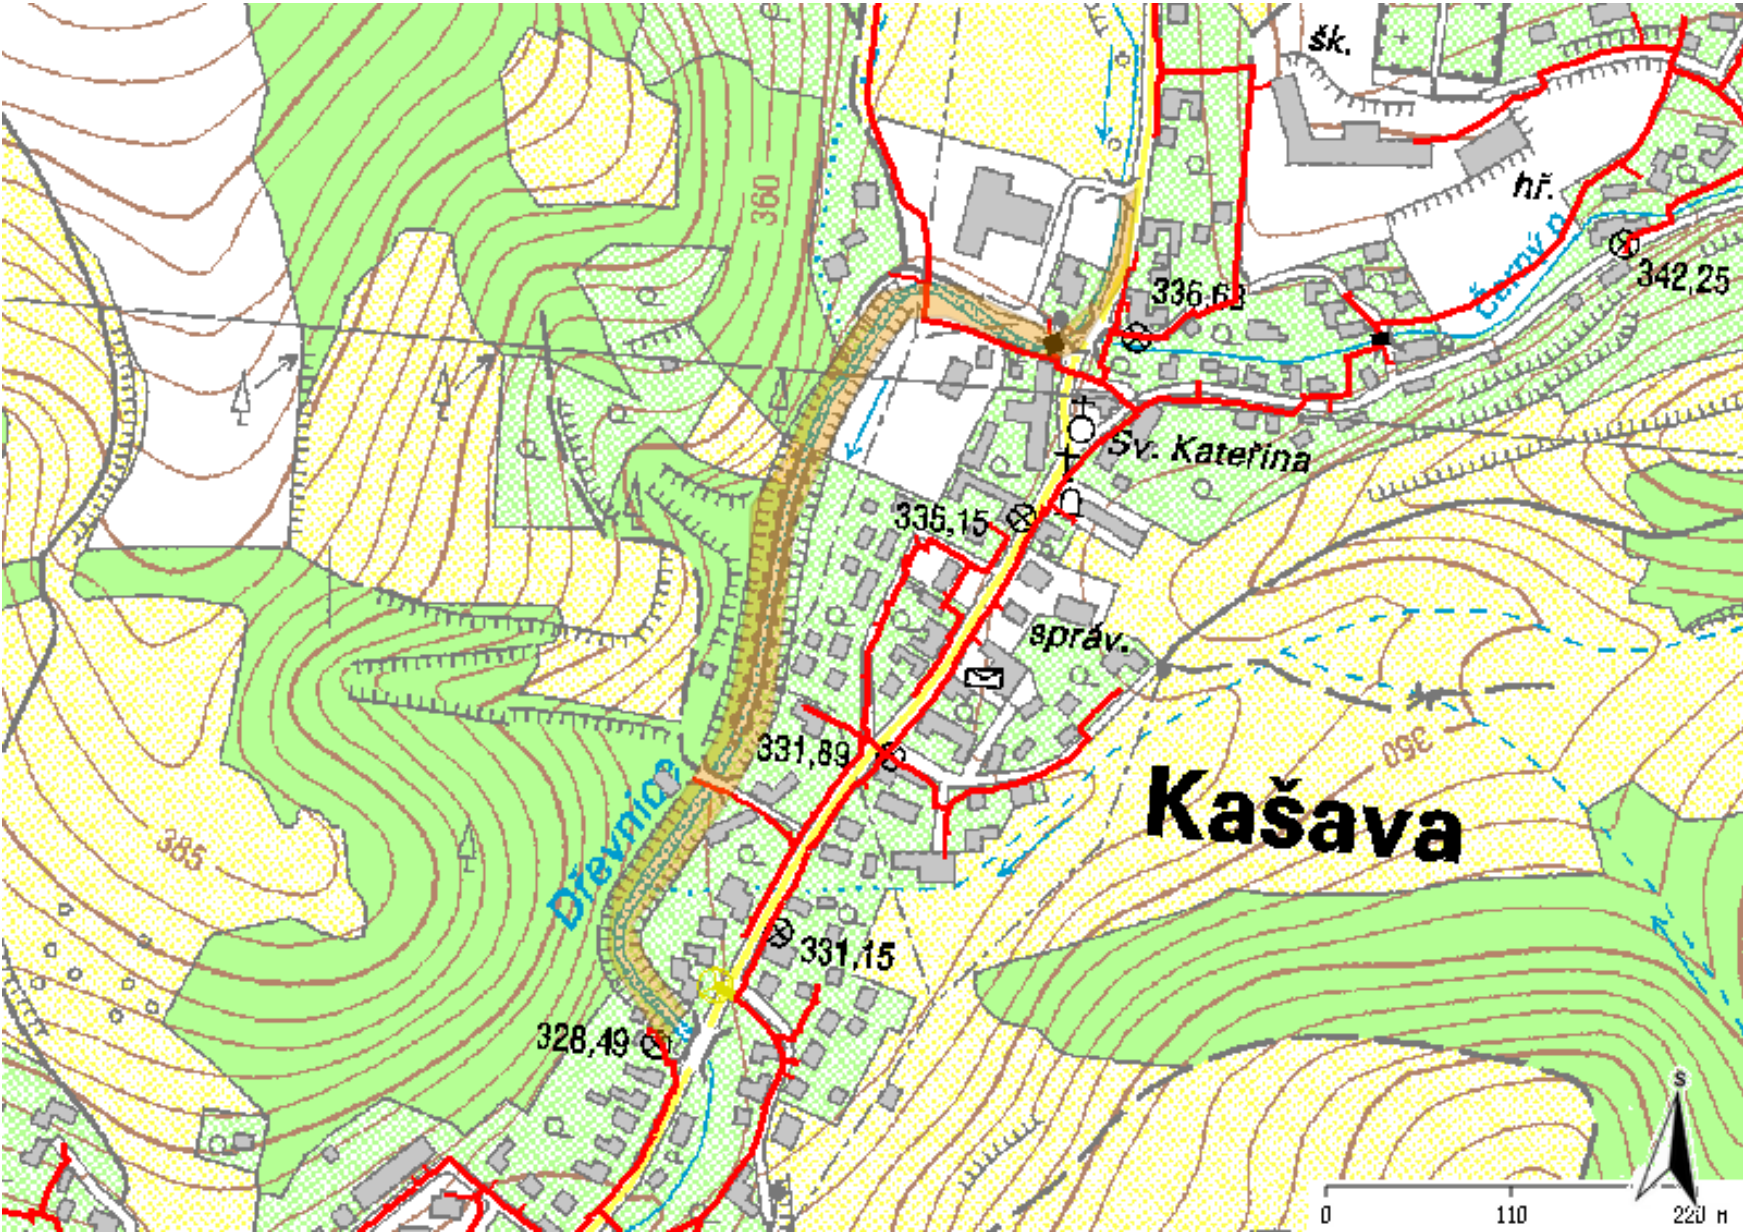 šk.
hř.
360
336,63
Černý p.
342,25
Sv. Kateřina
335,15
správ.
331,89
350
Dřevnice
Kašava
385
331,15
328,49
S
0 110 220 m